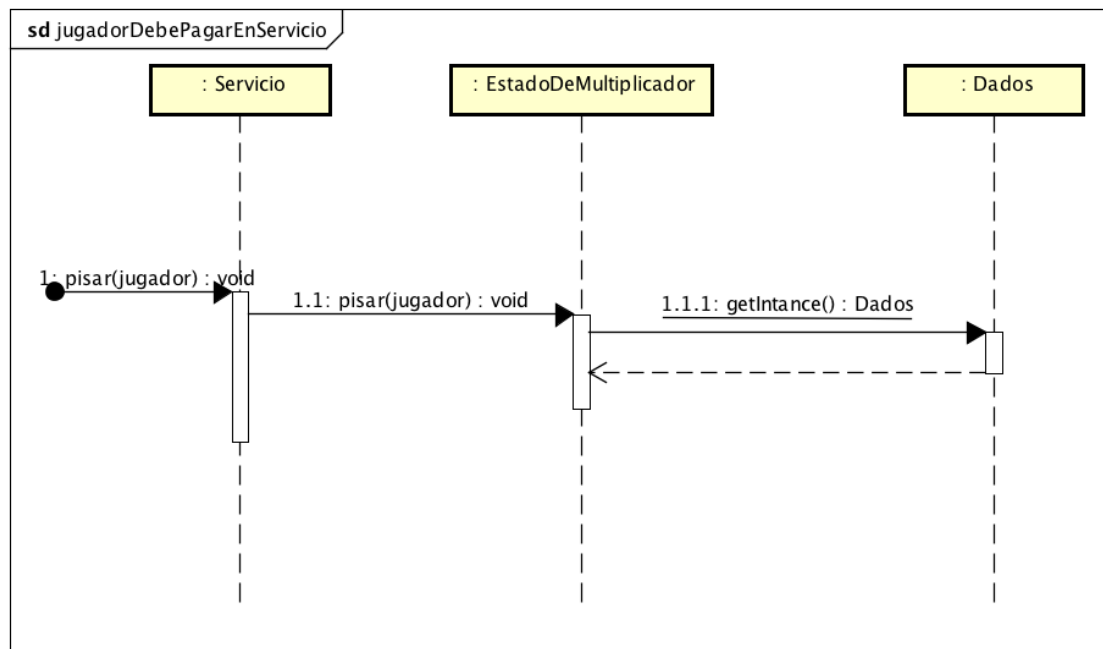 sd jugadorDebePagarEnServicio
: Servicio
: EstadoDeMultiplicador
: Dados
1: pisar(jugador) : void
1.1: pisar(jugador) : void
1.1.1: getIntance() : Dados